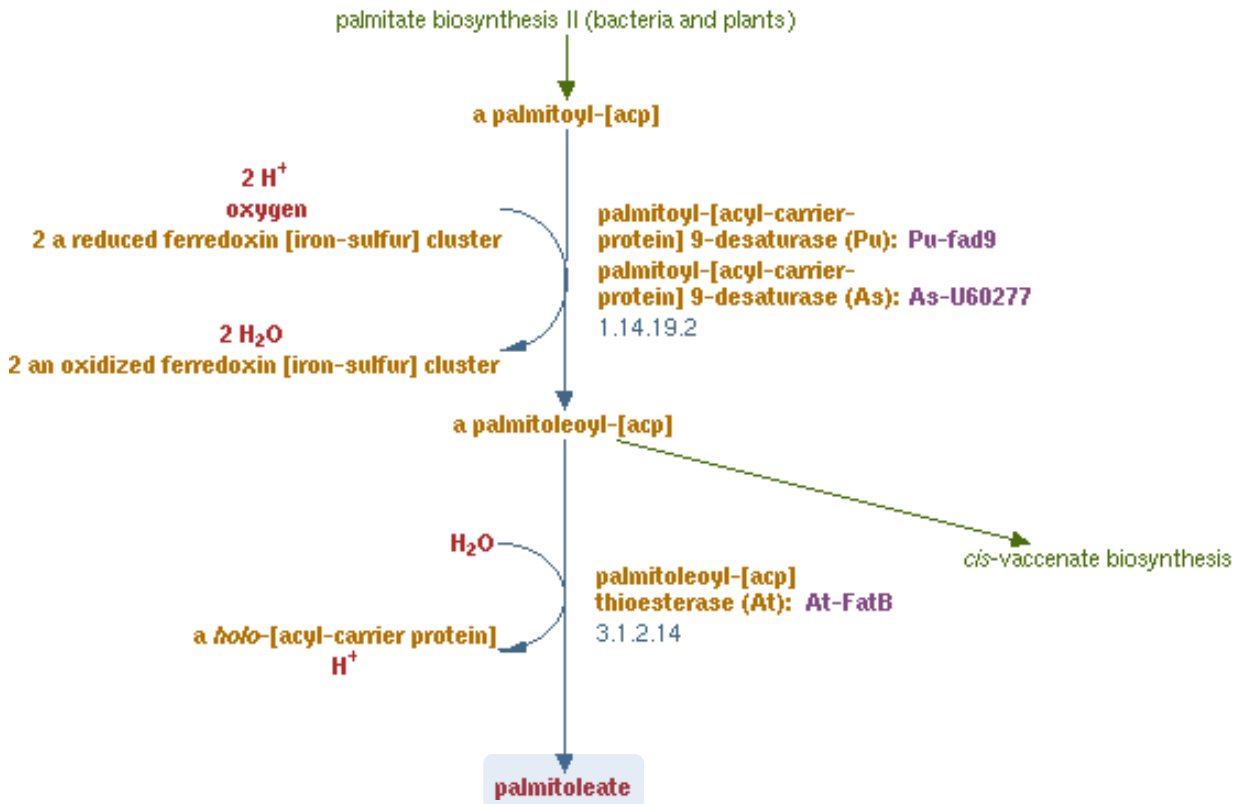 palmitate biosynthesis II (bacteria and plants)
a palmitoyl-[acp]
2 H⁺
oxygen
2 a reduced ferredoxin [iron-sulfur] cluster
palmitoyl-[acyl-carrier-
protein] 9-desaturase (Pu): Pu-fad9
palmitoyl-[acyl-carrier-
protein] 9-desaturase (As): As-U60277
1.14.19.2
2 H₂O
2 an oxidized ferredoxin [iron-sulfur] cluster
a palmitoleoyl-[acp]
H₂O
cis-vaccenate biosynthesis
palmitoleoyl-[acp]
thioesterase (At): At-FatB
3.1.2.14
a holo-[acyl-carrier protein]
H⁺
palmitoleate